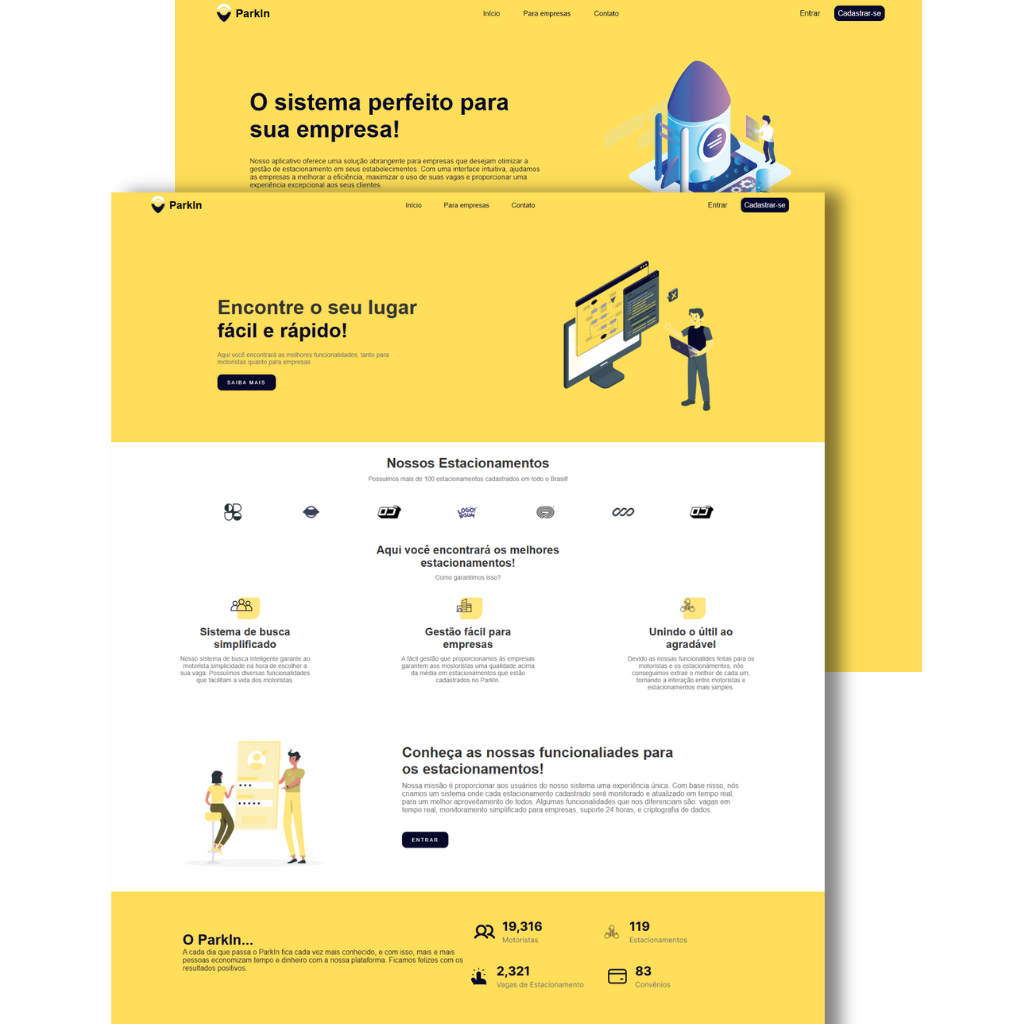 ParkIn
Início Para empresas Contato
Entrar Cadastrar-se
O sistema perfeito para
sua empresa!
Nosso aplicativo oferece uma solução abrangente para empresas que desejam otimizar a
gestão de estacionamento em seus estabelecimentos. Com uma interface intuitiva, ajudamos
as empresas a melhorar a eficiência, maximizar o uso de suas vagas e proporcionar uma
experiência excepcional aos seus clientes.
ParkIn
Início Para empresas Contato
Entrar Cadastrar-se
Encontre o seu lugar
fácil e rápido!
Aqui você encontrará as melhores funcionalidades, tanto para
motoristas quanto para empresas
SAIBA MAIS
Nossos Estacionamentos
Possuimos mais de 100 estacionamentos cadastrados em todo o Brasil!
LOGO!
IPSUM
Aqui você encontrará os melhores
estacionamentos!
Como garantimos isso?
Sistema de busca
simplificado
Nosso sistema de busca inteligente garante ao
motorista simplicidade na hora de escolher a
sua vaga. Possuímos diversas funcionalidades
que facilitam a vida dos motoristas.
Gestão fácil para
empresas
A fácil gestão que proporcionamos às empresas
garantem aos mostoristas uma qualidade acima
da média em estacionamentos que estão
cadastrados no ParkIn.
Unindo o últil ao
agradável
Devido as nossas funcionalides feitas para os
moristas e os estacionamentos, nós
conseguimos extrair o melhor de cada um,
tornando a interação entre motoristas e
estacionamentos mais simples.
Conheça as nossas funcionaliades para
os estacionamentos!
Nossa missão é proporcionar aos usuários do nosso sistema uma experiência única. Com base nisso, nós
criamos um sistema onde cada estacionamento cadastrado será monitorado e atualizado em tempo real,
para um melhor aproveitamento de todos. Algumas funcionalidades que nos diferenciam são: vagas em
tempo real, monitoramento simplificado para empresas, suporte 24 horas, e criptografia de dados.
ENTRAR
O ParkIn...
A cada dia que passa o ParkIn fica cada vez mais conhecido, e com isso, mais e mais
pessoas economizam tempo e dinheiro com a nossa plataforma. Ficamos felizes com os
resultados positivos.
19,316
Motoristas
119
Estacionamentos
2,321
Vagas de Estacionamento
83
Convênios